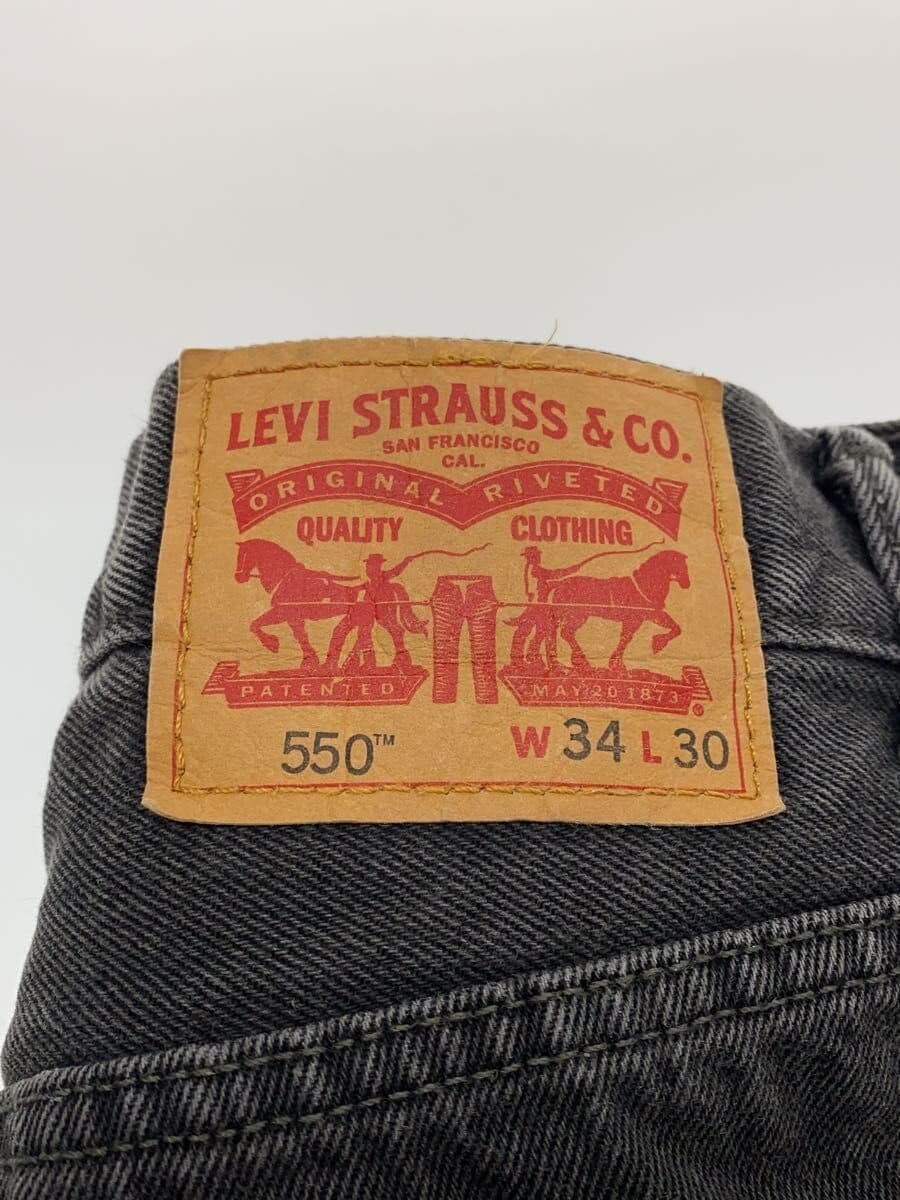 LEVI STRAUSS & CO.
SAN FRANCISCO
CAL.
ORIGINAL RIVETED
QUALITY CLOTHING
PATENTED MAY 20 1873 ®
550™ W 34 L 30